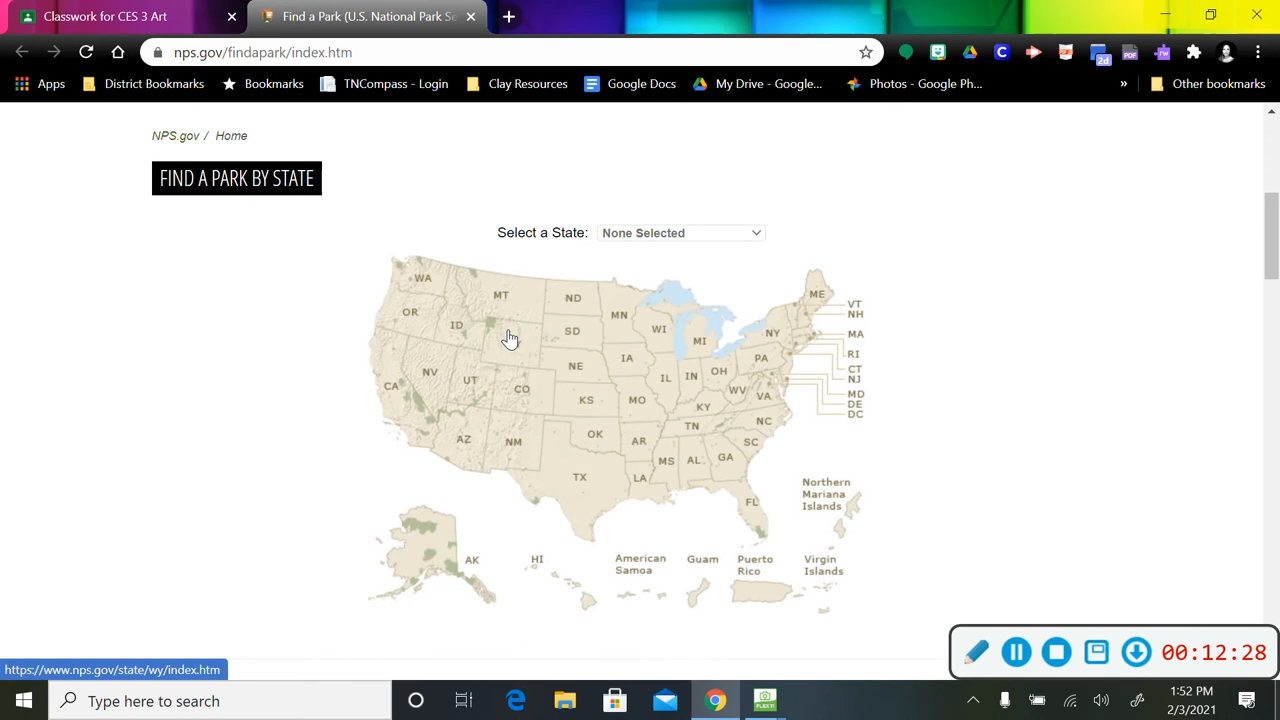 Classwork for CES 3 Art
Find a Park (U.S. National Park Se
nps.gov/findapark/index.htm
2d
PDF
rw
Apps
District Bookmarks
Bookmarks
TNCompass - Login
Clay Resources
Google Docs
My Drive - Google...
Photos - Google Ph...
»
Other bookmarks
NPS.gov / Home
FIND A PARK BY STATE
Select a State: None Selected
WA
MT
ND
MN
ME
VT
NH
OR
ID
SD
WI
MI
NY
MA
RI
CT
NJ
MD
DE
DC
NV
UT
CO
NE
IA
IL
IN
OH
PA
CA
KS
MO
KY
WV
VA
AZ
NM
OK
AR
TN
NC
SC
TX
LA
MS
AL
GA
FL
Northern
Mariana
Islands
AK
HI
American
Samoa
Guam
Puerto
Rico
Virgin
Islands
00:12:28
https://www.nps.gov/state/wy/index.htm
Type here to search
1:52 PM
2/3/2021